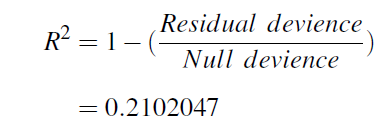 R² = 1 − (Residual devience / Null devience)
= 0.2102047